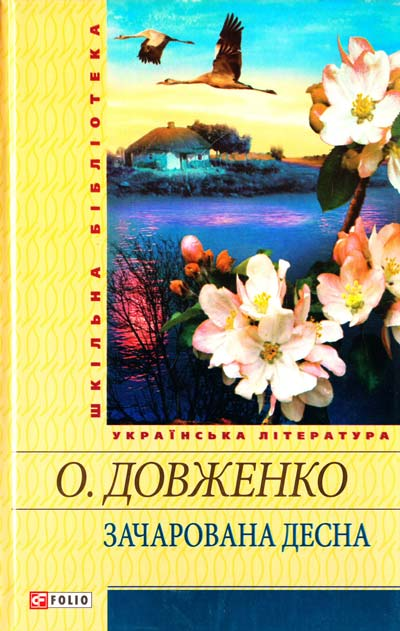 ШКІЛЬНА БІБЛІОТЕКА
УКРАЇНСЬКА ЛІТЕРАТУРА
О. ДОВЖЕНКО
ЗАЧАРОВАНА ДЕСНА
FOLIO